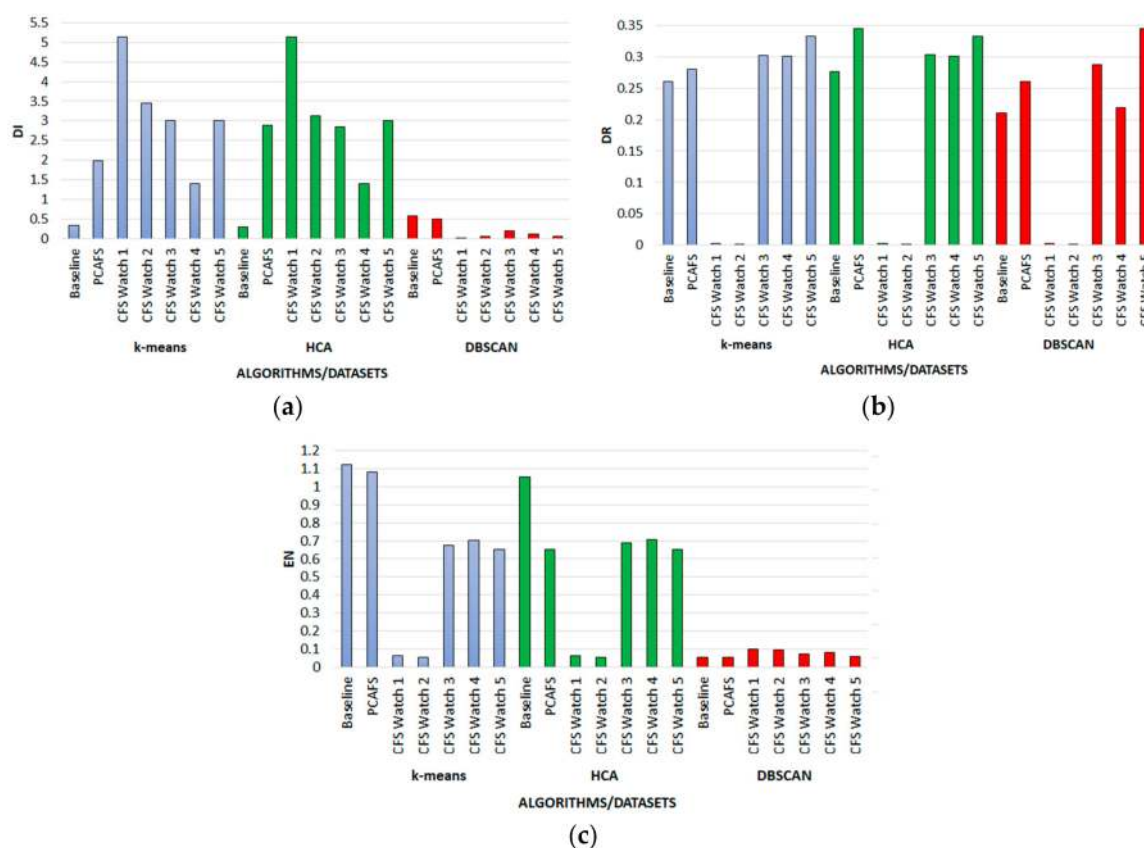 5.5
5
4.5
4
3.5
3
2.5
2
1.5
1
0.5
0
DI
Baseline
PCAFS
CFS Watch 1
CFS Watch 2
CFS Watch 3
CFS Watch 4
CFS Watch 5
Baseline
PCAFS
CFS Watch 1
CFS Watch 2
CFS Watch 3
CFS Watch 4
CFS Watch 5
Baseline
PCAFS
CFS Watch 1
CFS Watch 2
CFS Watch 3
CFS Watch 4
CFS Watch 5
k-means HCA DBSCAN
ALGORITHMS/DATASETS
(a)
0.35
0.3
0.25
0.2
0.15
0.1
0.05
0
DR
Baseline
PCAFS
CFS Watch 1
CFS Watch 2
CFS Watch 3
CFS Watch 4
CFS Watch 5
Baseline
PCAFS
CFS Watch 1
CFS Watch 2
CFS Watch 3
CFS Watch 4
CFS Watch 5
Baseline
PCAFS
CFS Watch 1
CFS Watch 2
CFS Watch 3
CFS Watch 4
CFS Watch 5
k-means HCA DBSCAN
ALGORITHMS/DATASETS
(b)
1.2
1.1
1
0.9
0.8
0.7
0.6
0.5
0.4
0.3
0.2
0.1
0
EN
Baseline
PCAFS
CFS Watch 1
CFS Watch 2
CFS Watch 3
CFS Watch 4
CFS Watch 5
Baseline
PCAFS
CFS Watch 1
CFS Watch 2
CFS Watch 3
CFS Watch 4
CFS Watch 5
Baseline
PCAFS
CFS Watch 1
CFS Watch 2
CFS Watch 3
CFS Watch 4
CFS Watch 5
k-means HCA DBSCAN
ALGORITHMS/DATASETS
(c)